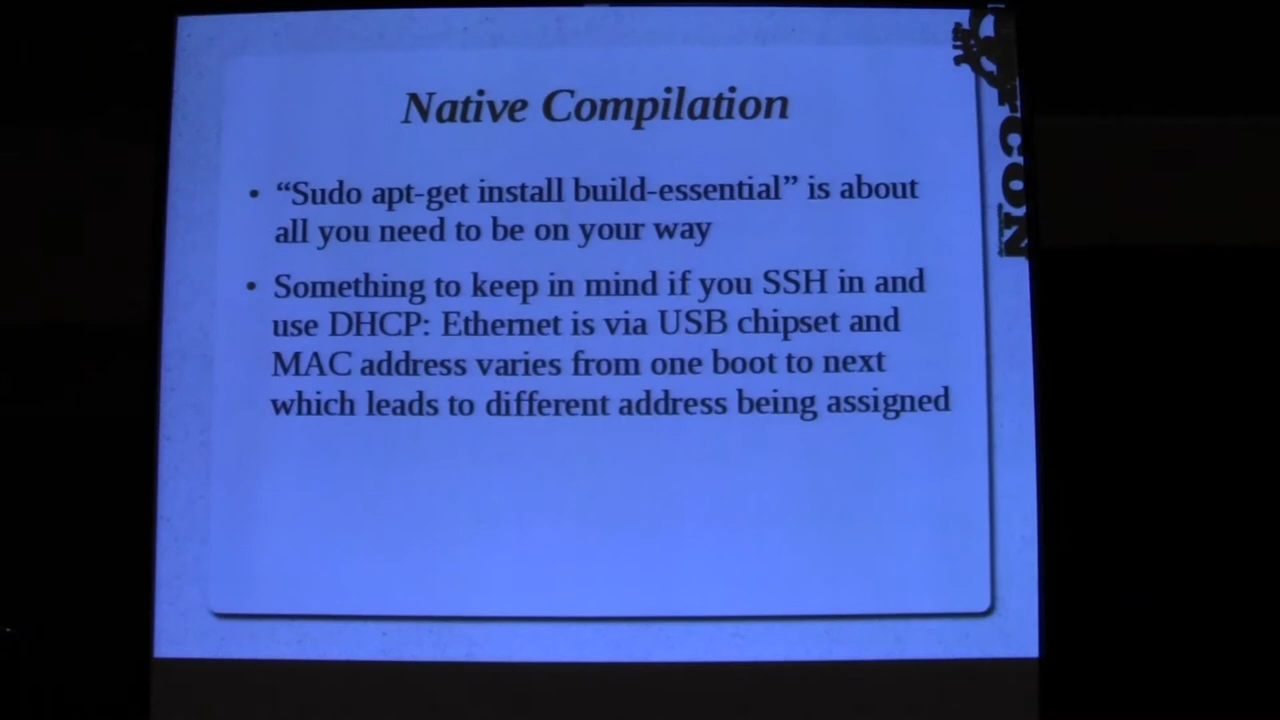 Native Compilation
• “Sudo apt-get install build-essential” is about
all you need to be on your way
• Something to keep in mind if you SSH in and
use DHCP: Ethernet is via USB chipset and
MAC address varies from one boot to next
which leads to different address being assigned
CON